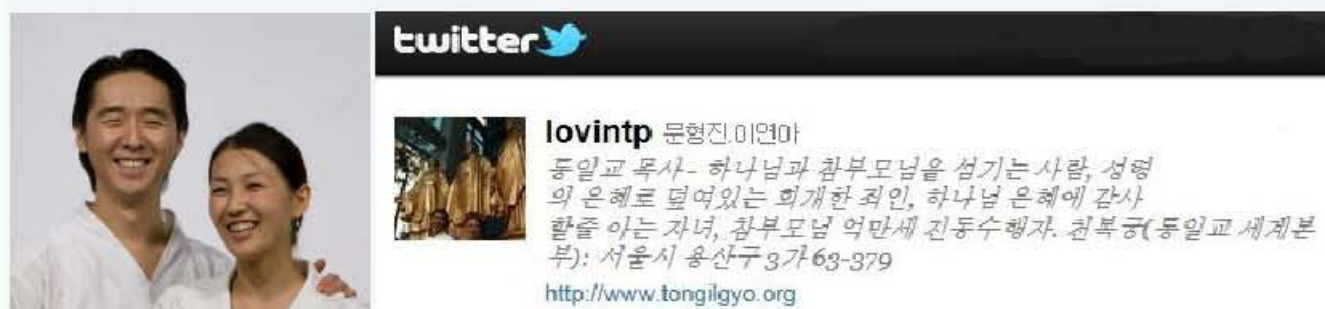 twitter
lovintp 문형진.이연아
통일교 목사- 하나님과 참부모님을 섬기는 사람, 성령
의 은혜로 덮여있는 회개한 죄인, 하나님 은혜에 감사
할줄 아는 자녀, 참부모님 억만세 진동수행자. 천복궁(통일교 세계본
부): 서울시 용산구 3가 63-379
http://www.tongilgyo.org